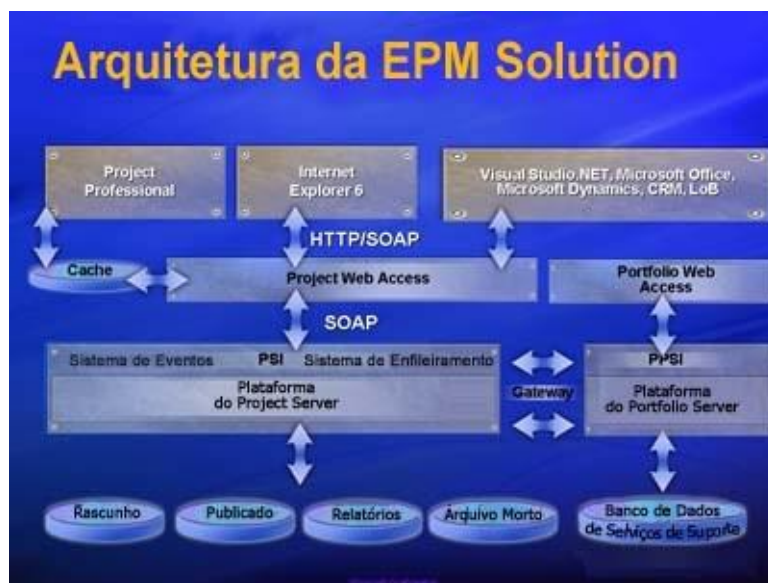 Arquitetura da EPM Solution
Project
Professional
Internet
Explorer 6
Visual Studio.NET, Microsoft Office,
Microsoft Dynamics, CRM, LoB
HTTP/SOAP
Cache
Project Web Access
Portfolio Web
Access
SOAP
Sistema de Eventos PSI Sistema de Enfileiramento
PPSI
Plataforma
do Project Server
Gateway
Plataforma
do Portfolio Server
Rascunho
Publicado
Relatórios
Arquivo Morto
Banco de Dados
de Serviços de Suporte